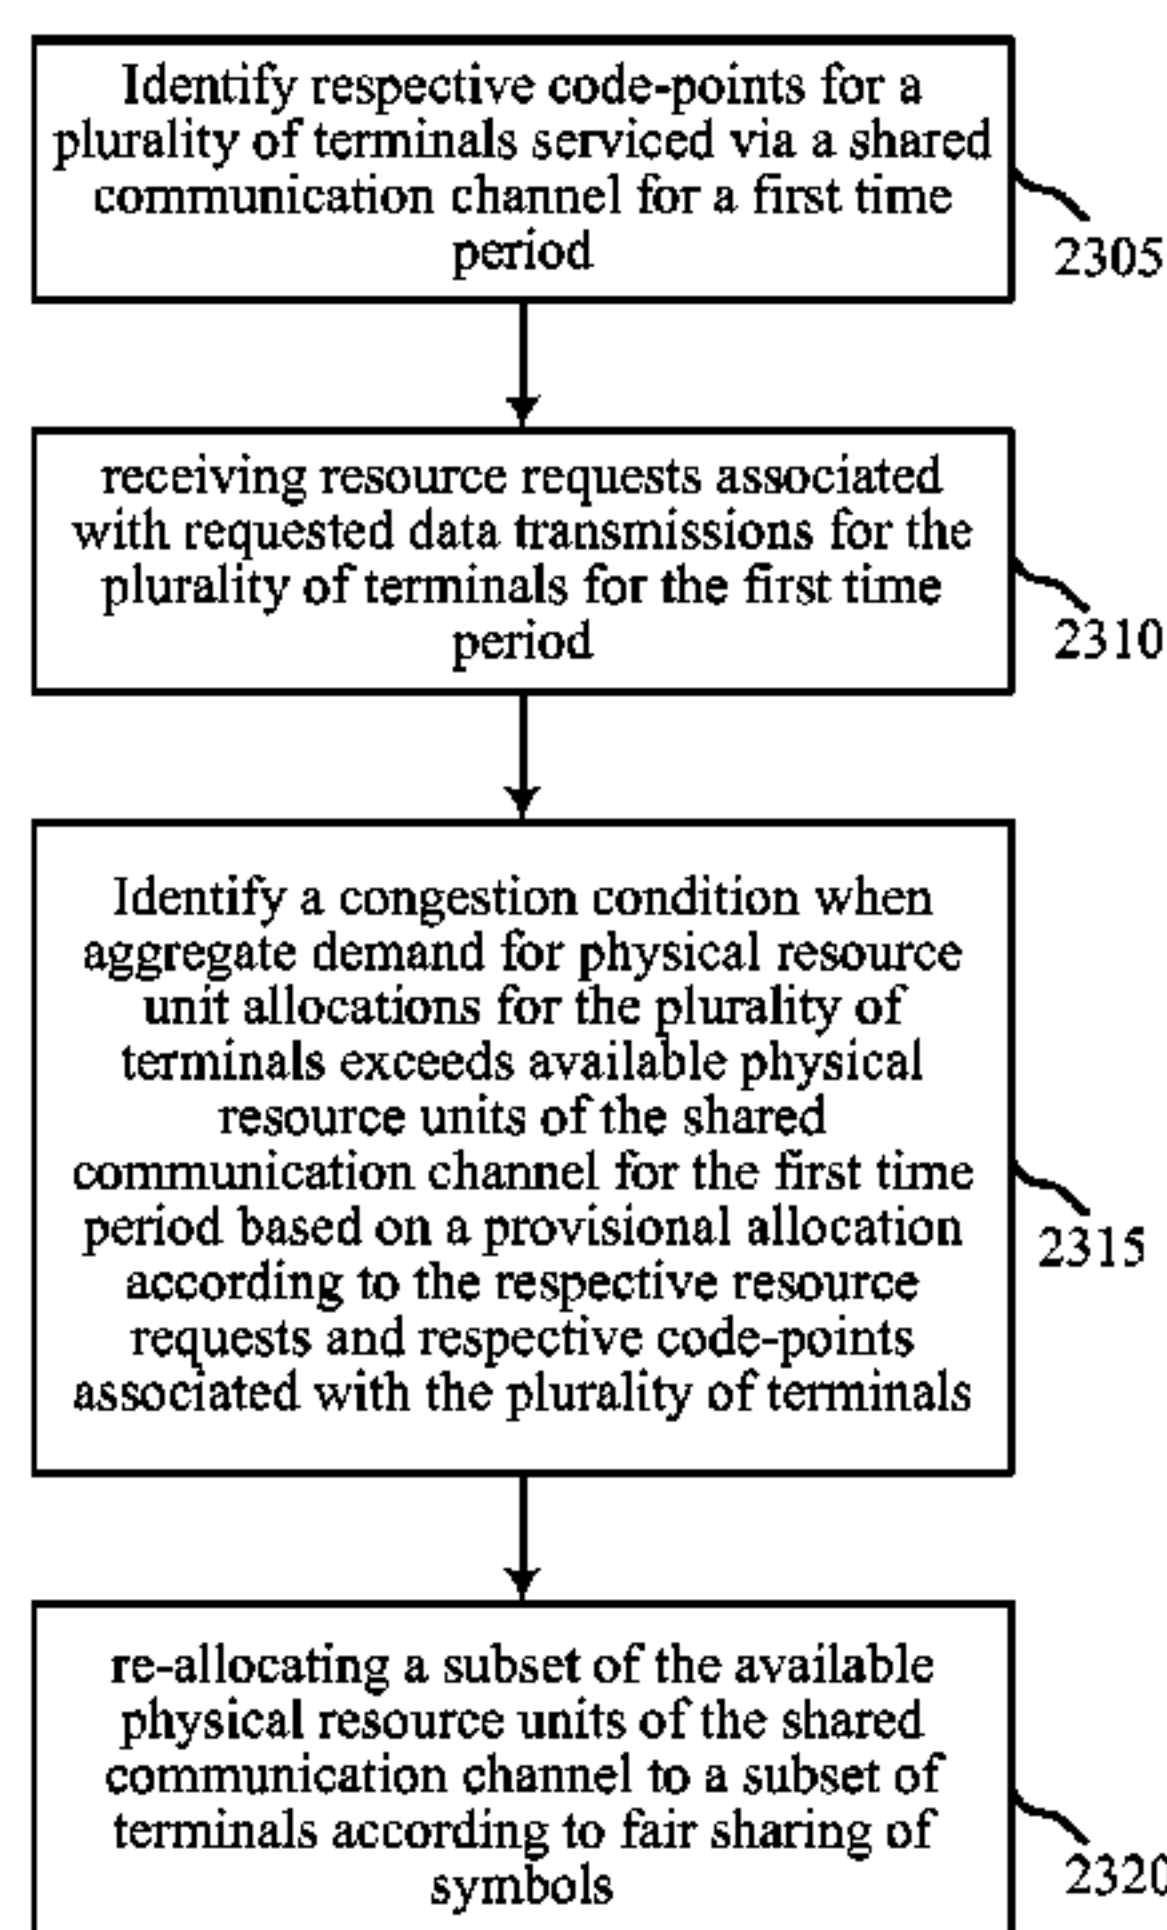 Identify respective code-points for a
plurality of terminals serviced via a shared
communication channel for a first time
period
2305
receiving resource requests associated
with requested data transmissions for the
plurality of terminals for the first time
period
2310
Identify a congestion condition when
aggregate demand for physical resource
unit allocations for the plurality of
terminals exceeds available physical
resource units of the shared
communication channel for the first time
period based on a provisional allocation
according to the respective resource
requests and respective code-points
associated with the plurality of terminals
2315
re-allocating a subset of the available
physical resource units of the shared
communication channel to a subset of
terminals according to fair sharing of
symbols
2320